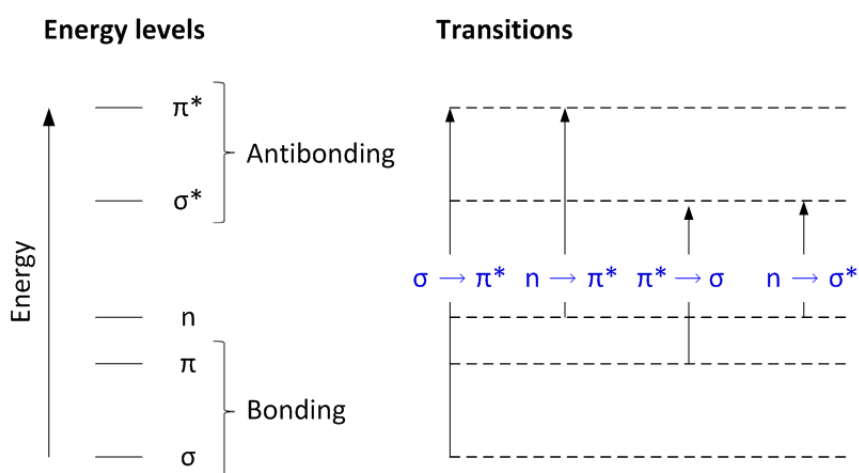 Energy levels
Transitions
π*
Antibonding
σ*
Energy
σ → π*
n → π*
π* → σ
n → σ*
n
π
Bonding
σ